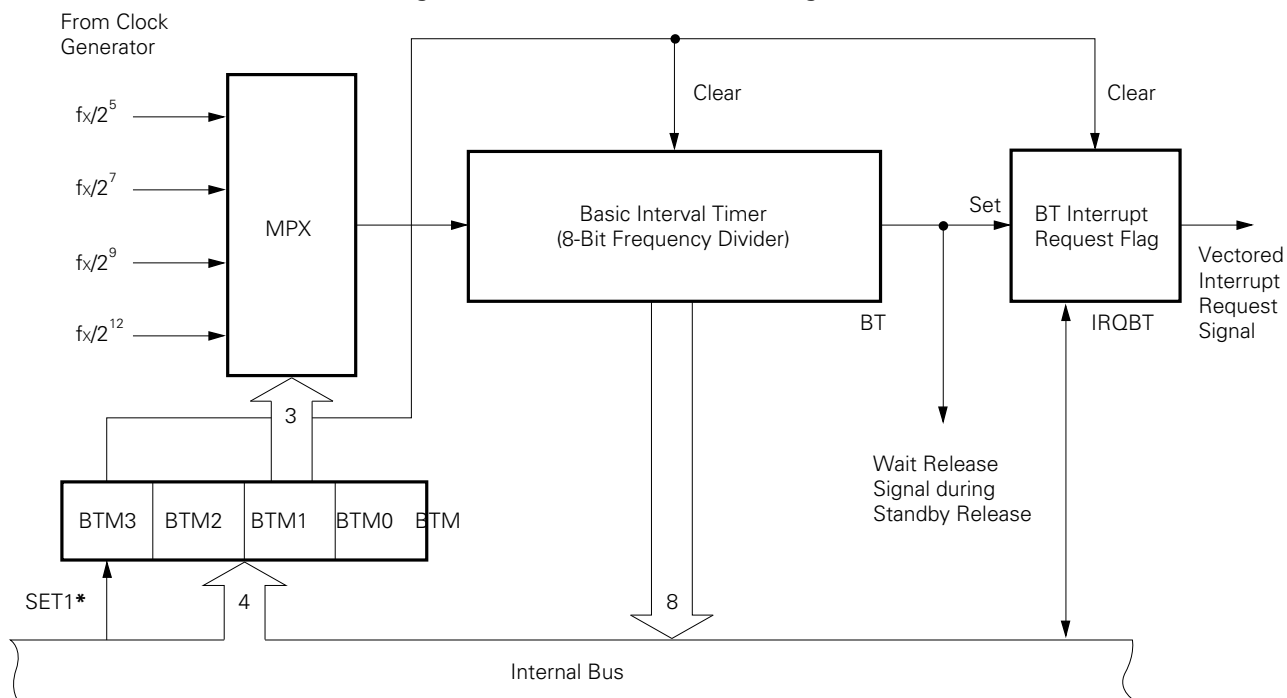 From Clock
Generator
fx/2^5
fx/2^7
fx/2^9
fx/2^12
MPX
Clear
Clear
Basic Interval Timer
(8-Bit Frequency Divider)
BT
Set
BT Interrupt
Request Flag
IRQBT
Vectored
Interrupt
Request
Signal
3
Wait Release
Signal during
Standby Release
BTM3 BTM2 BTM1 BTM0 BTM
SET1*
4
8
Internal Bus